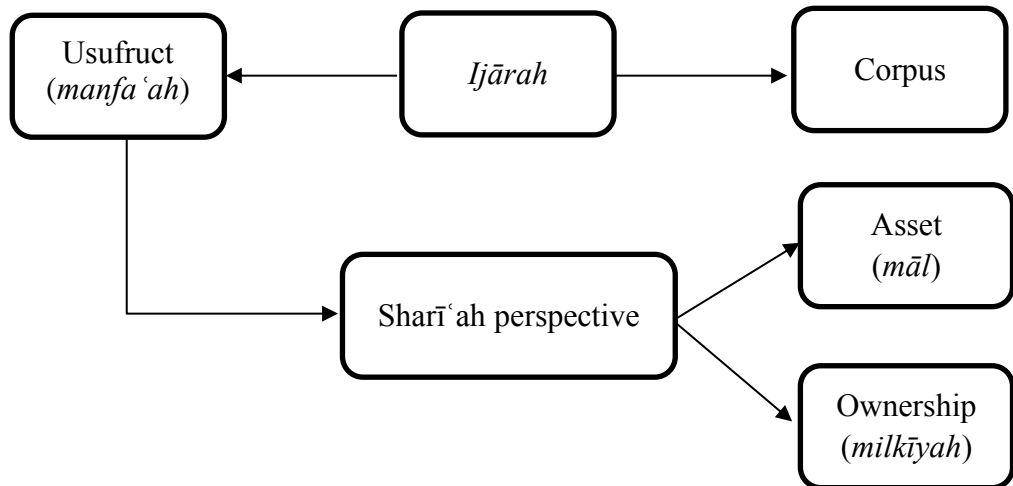 Usufruct
(manfaʿah)
Ijārah
Corpus
Sharīʿah perspective
Asset
(māl)
Ownership
(milkīyah)